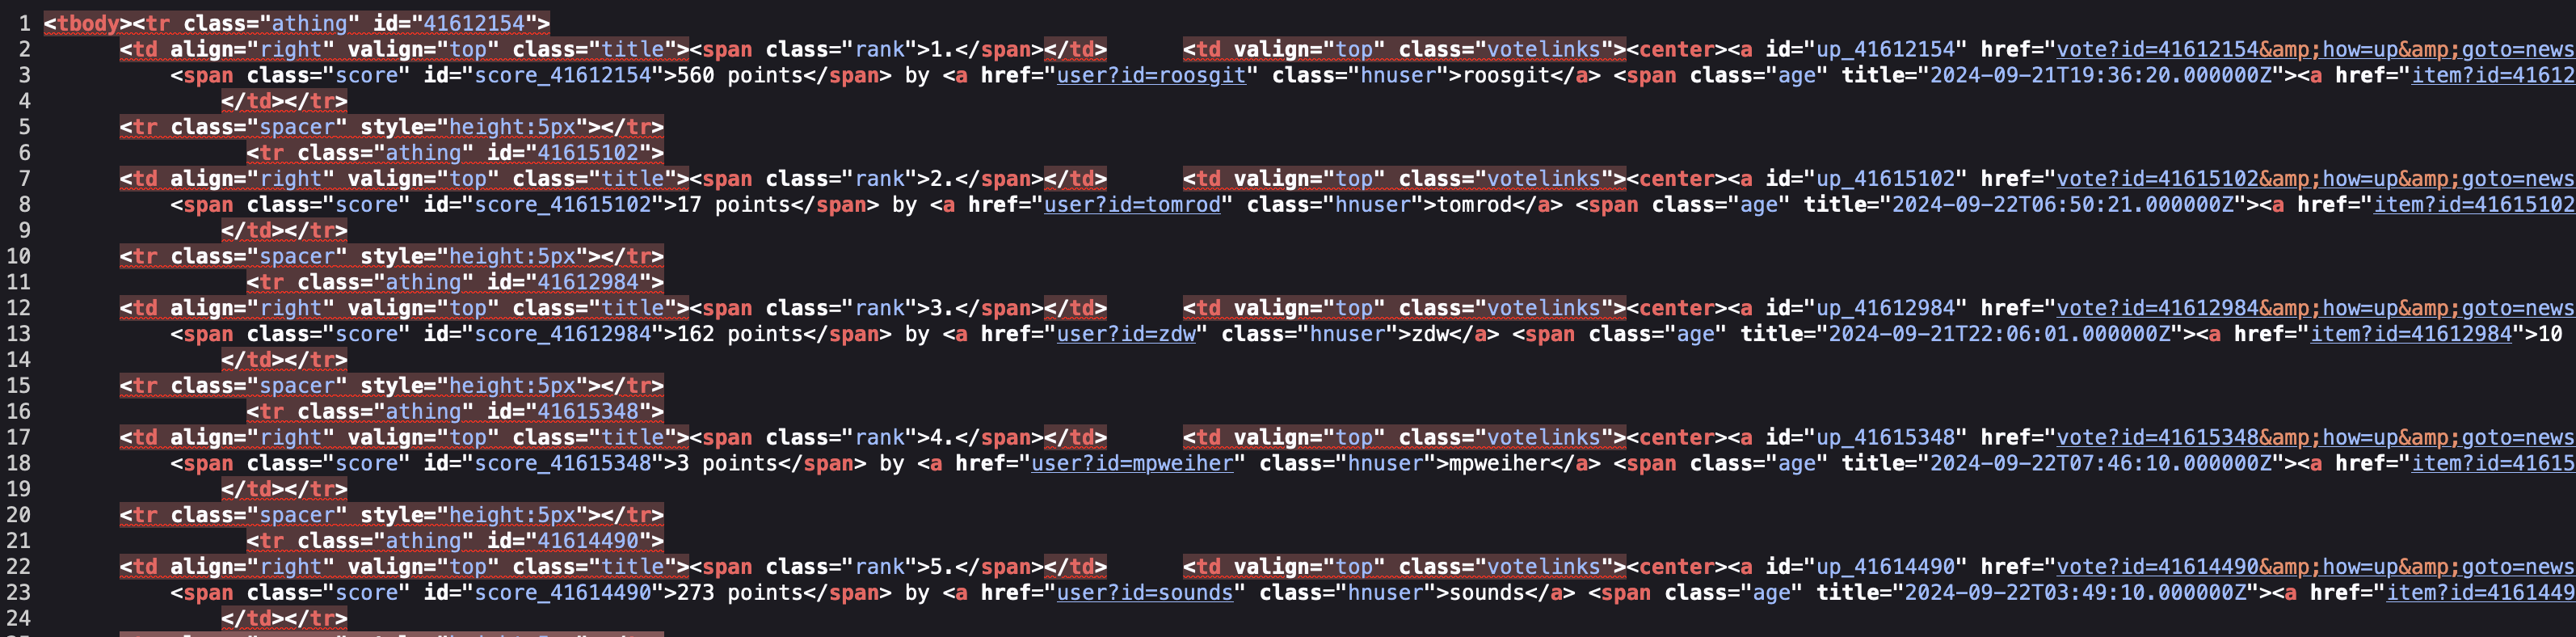 1 <tbody><tr class="athing" id="41612154">
2 <td align="right" valign="top" class="title"><span class="rank">1.</span></td> <td valign="top" class="votelinks"><center><a id="up_41612154" href="vote?id=41612154&amp;how=up&amp;goto=news
3 <span class="score" id="score_41612154">560 points</span> by <a href="user?id=roosgit" class="hnuser">roosgit</a> <span class="age" title="2024-09-21T19:36:20.000000Z"><a href="item?id=41612
4 </td></tr>
5 <tr class="spacer" style="height:5px"></tr>
6 <tr class="athing" id="41615102">
7 <td align="right" valign="top" class="title"><span class="rank">2.</span></td> <td valign="top" class="votelinks"><center><a id="up_41615102" href="vote?id=41615102&amp;how=up&amp;goto=news
8 <span class="score" id="score_41615102">17 points</span> by <a href="user?id=tomrod" class="hnuser">tomrod</a> <span class="age" title="2024-09-22T06:50:21.000000Z"><a href="item?id=41615102
9 </td></tr>
10 <tr class="spacer" style="height:5px"></tr>
11 <tr class="athing" id="41612984">
12 <td align="right" valign="top" class="title"><span class="rank">3.</span></td> <td valign="top" class="votelinks"><center><a id="up_41612984" href="vote?id=41612984&amp;how=up&amp;goto=news
13 <span class="score" id="score_41612984">162 points</span> by <a href="user?id=zdw" class="hnuser">zdw</a> <span class="age" title="2024-09-21T22:06:01.000000Z"><a href="item?id=41612984">10
14 </td></tr>
15 <tr class="spacer" style="height:5px"></tr>
16 <tr class="athing" id="41615348">
17 <td align="right" valign="top" class="title"><span class="rank">4.</span></td> <td valign="top" class="votelinks"><center><a id="up_41615348" href="vote?id=41615348&amp;how=up&amp;goto=news
18 <span class="score" id="score_41615348">3 points</span> by <a href="user?id=mpweiher" class="hnuser">mpweiher</a> <span class="age" title="2024-09-22T07:46:10.000000Z"><a href="item?id=41615
19 </td></tr>
20 <tr class="spacer" style="height:5px"></tr>
21 <tr class="athing" id="41614490">
22 <td align="right" valign="top" class="title"><span class="rank">5.</span></td> <td valign="top" class="votelinks"><center><a id="up_41614490" href="vote?id=41614490&amp;how=up&amp;goto=news
23 <span class="score" id="score_41614490">273 points</span> by <a href="user?id=sounds" class="hnuser">sounds</a> <span class="age" title="2024-09-22T03:49:10.000000Z"><a href="item?id=4161449
24 </td></tr>